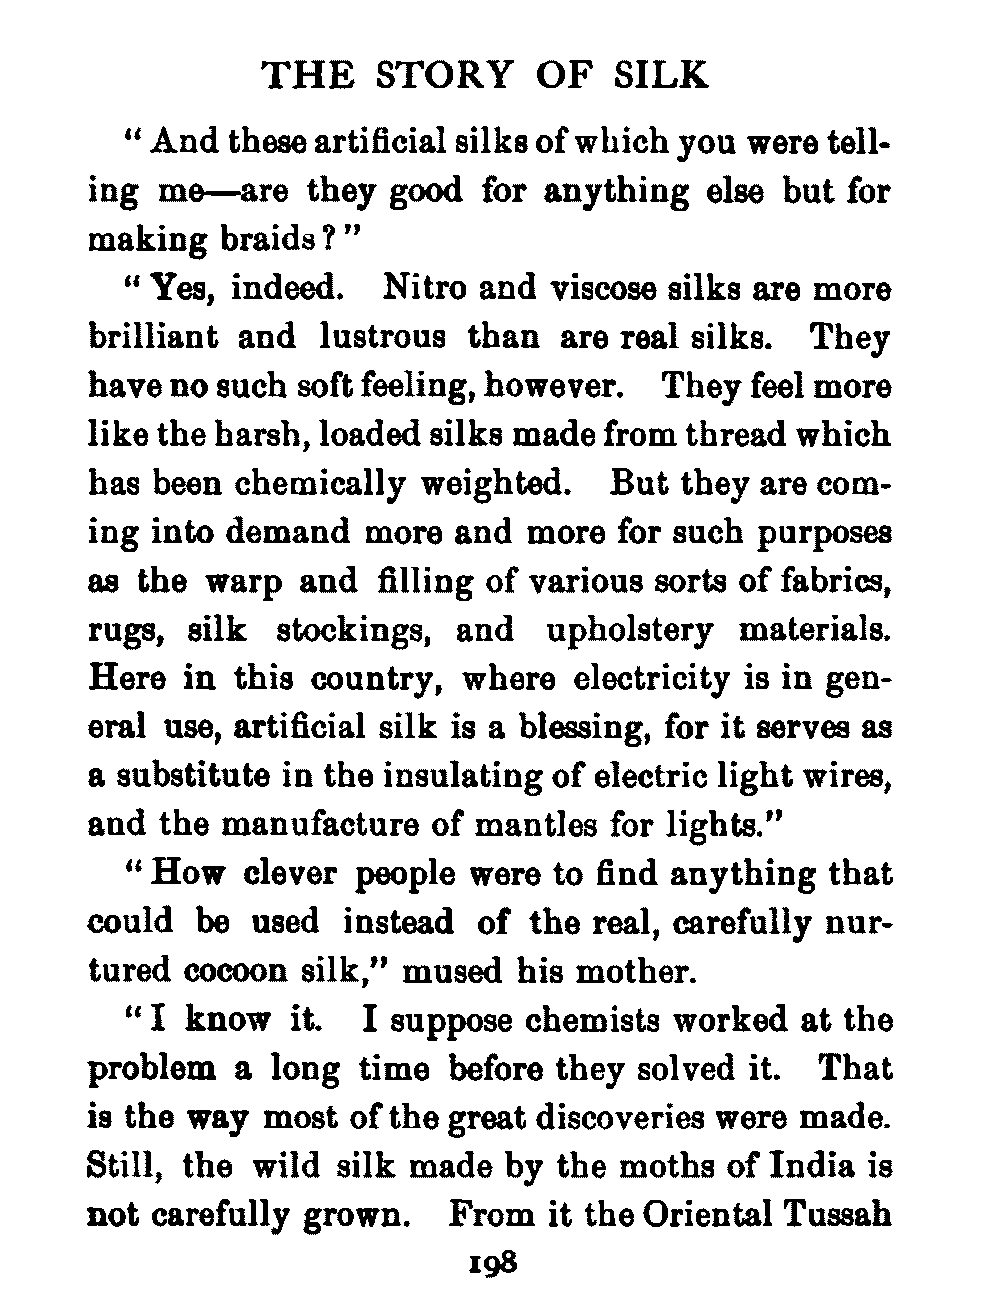 THE STORY OF SILK
" And these artificial silks of which you were tell-
ing me—are they good for anything else but for
making braids ? "
" Yes, indeed. Nitro and viscose silks are more
brilliant and lustrous than are real silks. They
have no such soft feeling, however. They feel more
like the harsh, loaded silks made from thread which
has been chemically weighted. But they are com-
ing into demand more and more for such purposes
as the warp and filling of various sorts of fabrics,
rugs, silk stockings, and upholstery materials.
Here in this country, where electricity is in gen-
eral use, artificial silk is a blessing, for it serves as
a substitute in the insulating of electric light wires,
and the manufacture of mantles for lights."
" How clever people were to find anything that
could be used instead of the real, carefully nur-
tured cocoon silk," mused his mother.
" I know it. I suppose chemists worked at the
problem a long time before they solved it. That
is the way most of the great discoveries were made.
Still, the wild silk made by the moths of India is
not carefully grown. From it the Oriental Tussah
198